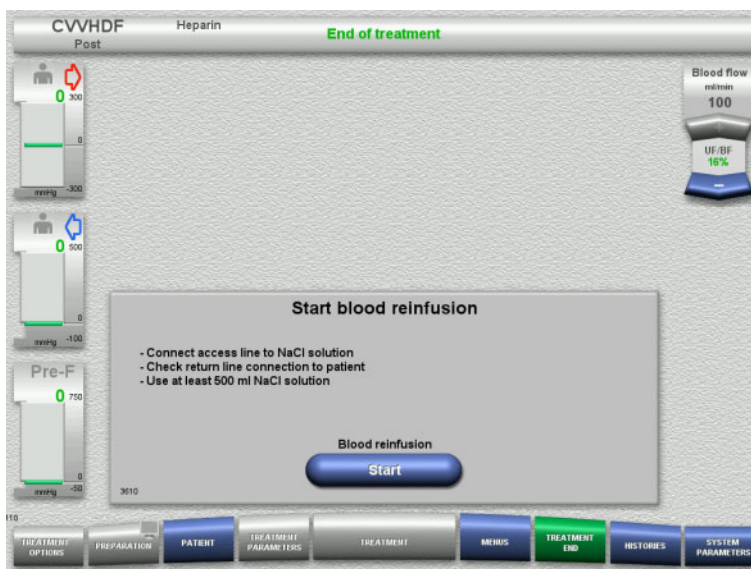 CVVHDF
Heparin
End of treatment
Post
0
300
0
mmHg
-300
0
500
0
mmHg
-100
Pre-F
0
750
0
mmHg
-50
Blood flow
ml/min
100
+
UF/BF
16%
−
Start blood reinfusion
- Connect access line to NaCl solution
- Check return line connection to patient
- Use at least 500 ml NaCl solution
Blood reinfusion
Start
3610
TREATMENT
OPTIONS
PREPARATION
PATIENT
TREATMENT
PARAMETERS
TREATMENT
MENUS
TREATMENT
END
HISTORIES
SYSTEM
PARAMETERS